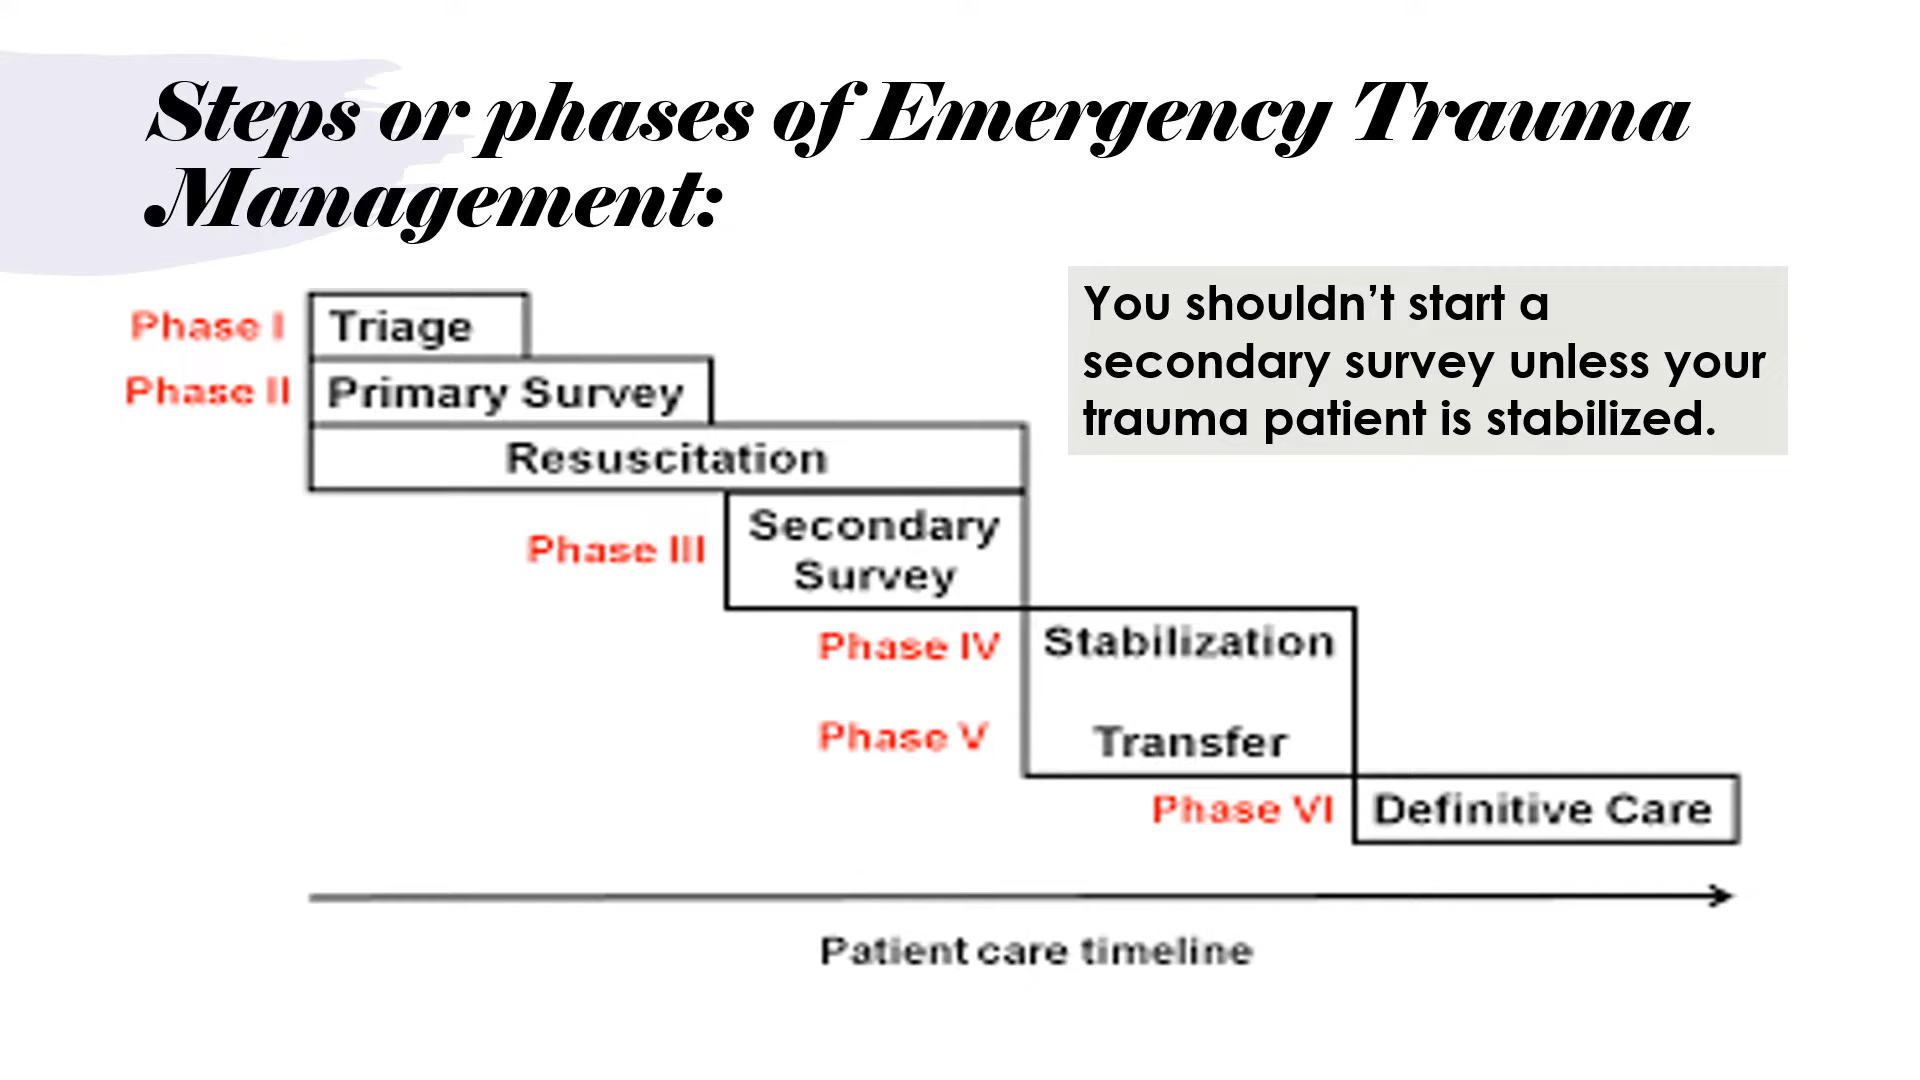 Steps or phases of Emergency Trauma
Management:
You shouldn’t start a
secondary survey unless your
trauma patient is stabilized.
Phase I Triage
Phase II Primary Survey
Resuscitation
Phase III Secondary
Survey
Phase IV Stabilization
Phase V Transfer
Phase VI Definitive Care
Patient care timeline